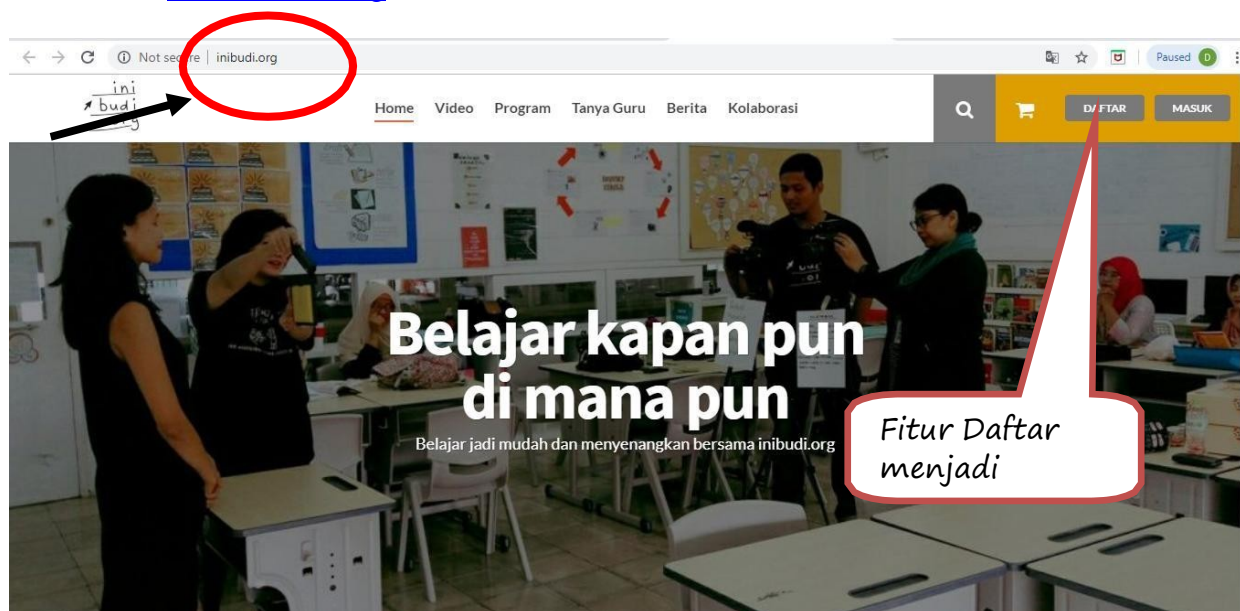 Not secure | inibudi.org
Paused D
ini
budi
Home Video Program Tanya Guru Berita Kolaborasi
DAFTAR MASUK
Belajar kapan pun
di mana pun
Belajar jadi mudah dan menyenangkan bersama inibudi.org
Fitur Daftar
menjadi